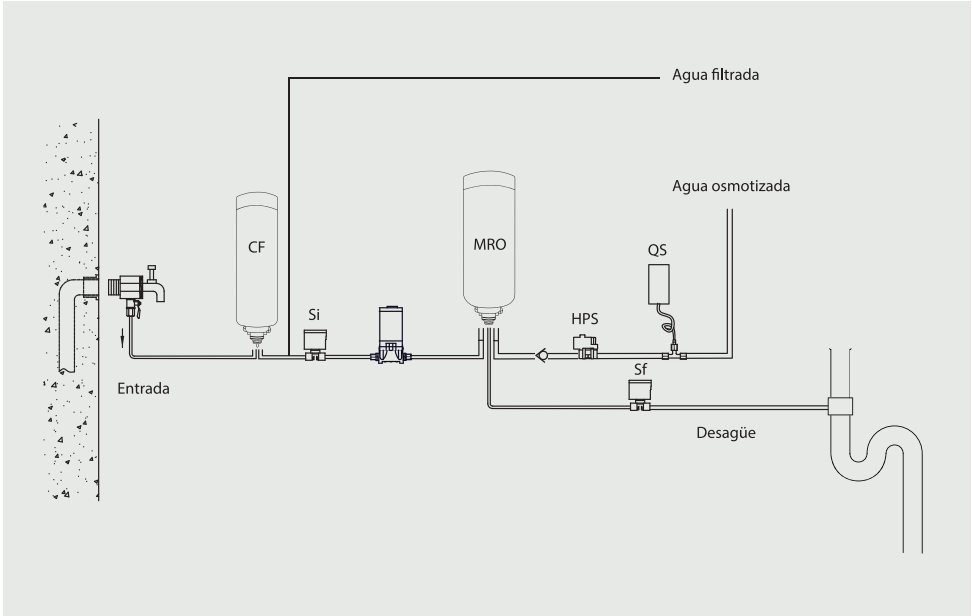 Agua filtrada
Agua osmotizada
CF
MRO
QS
Si
HPS
Sf
Entrada
Desagüe